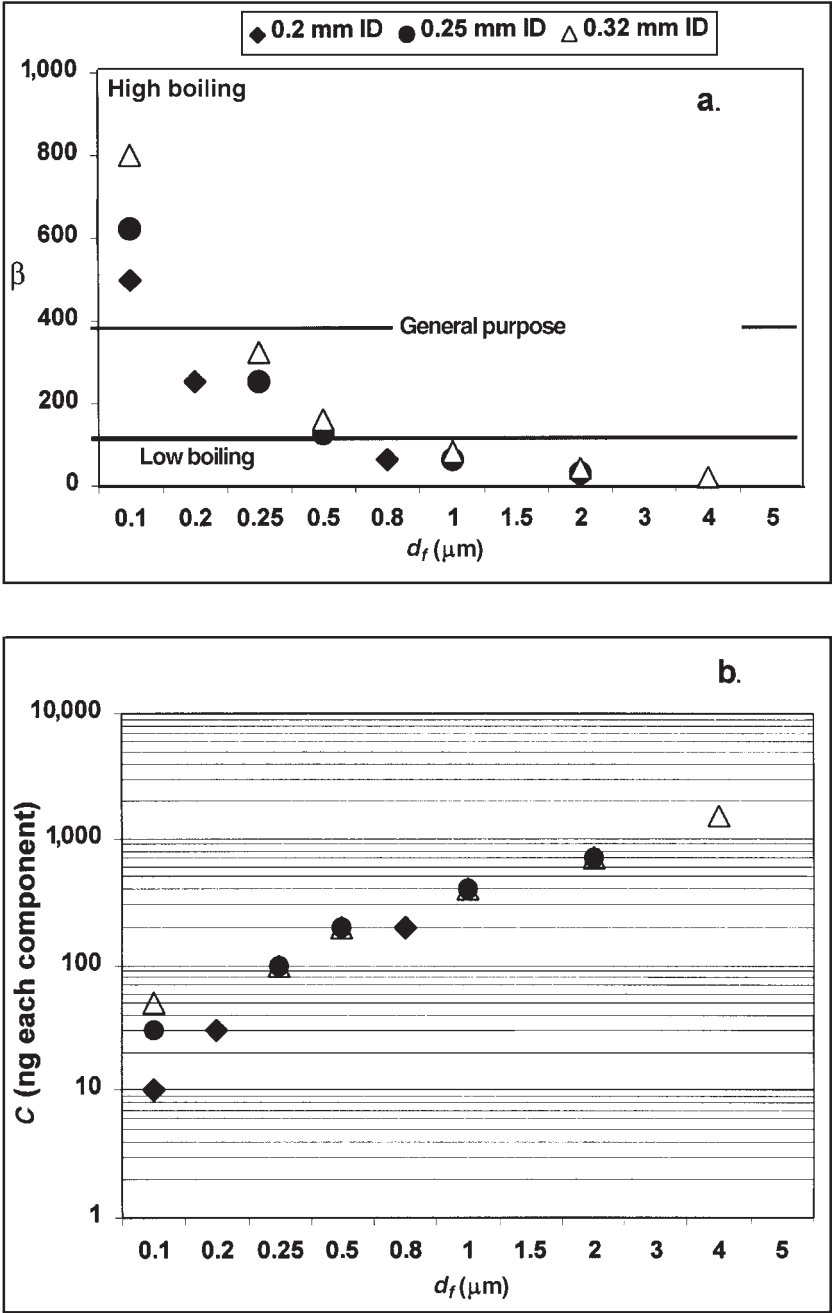 ◆ 0.2 mm ID ● 0.25 mm ID △ 0.32 mm ID
a.
High boiling
1,000
800
600
400
200
0
β
General purpose
Low boiling
0.1 0.2 0.25 0.5 0.8 1 1.5 2 3 4 5
df (μm)
b.
10,000
1,000
100
10
1
C (ng each component)
0.1 0.2 0.25 0.5 0.8 1 1.5 2 3 4 5
df (μm)